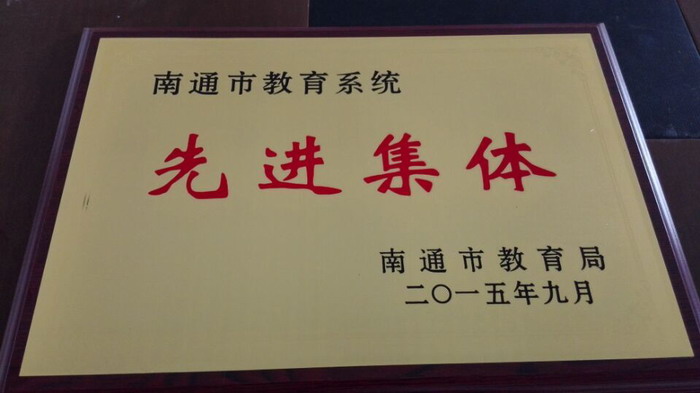 南通市教育系统
先进集体
南通市教育局
二〇一五年九月